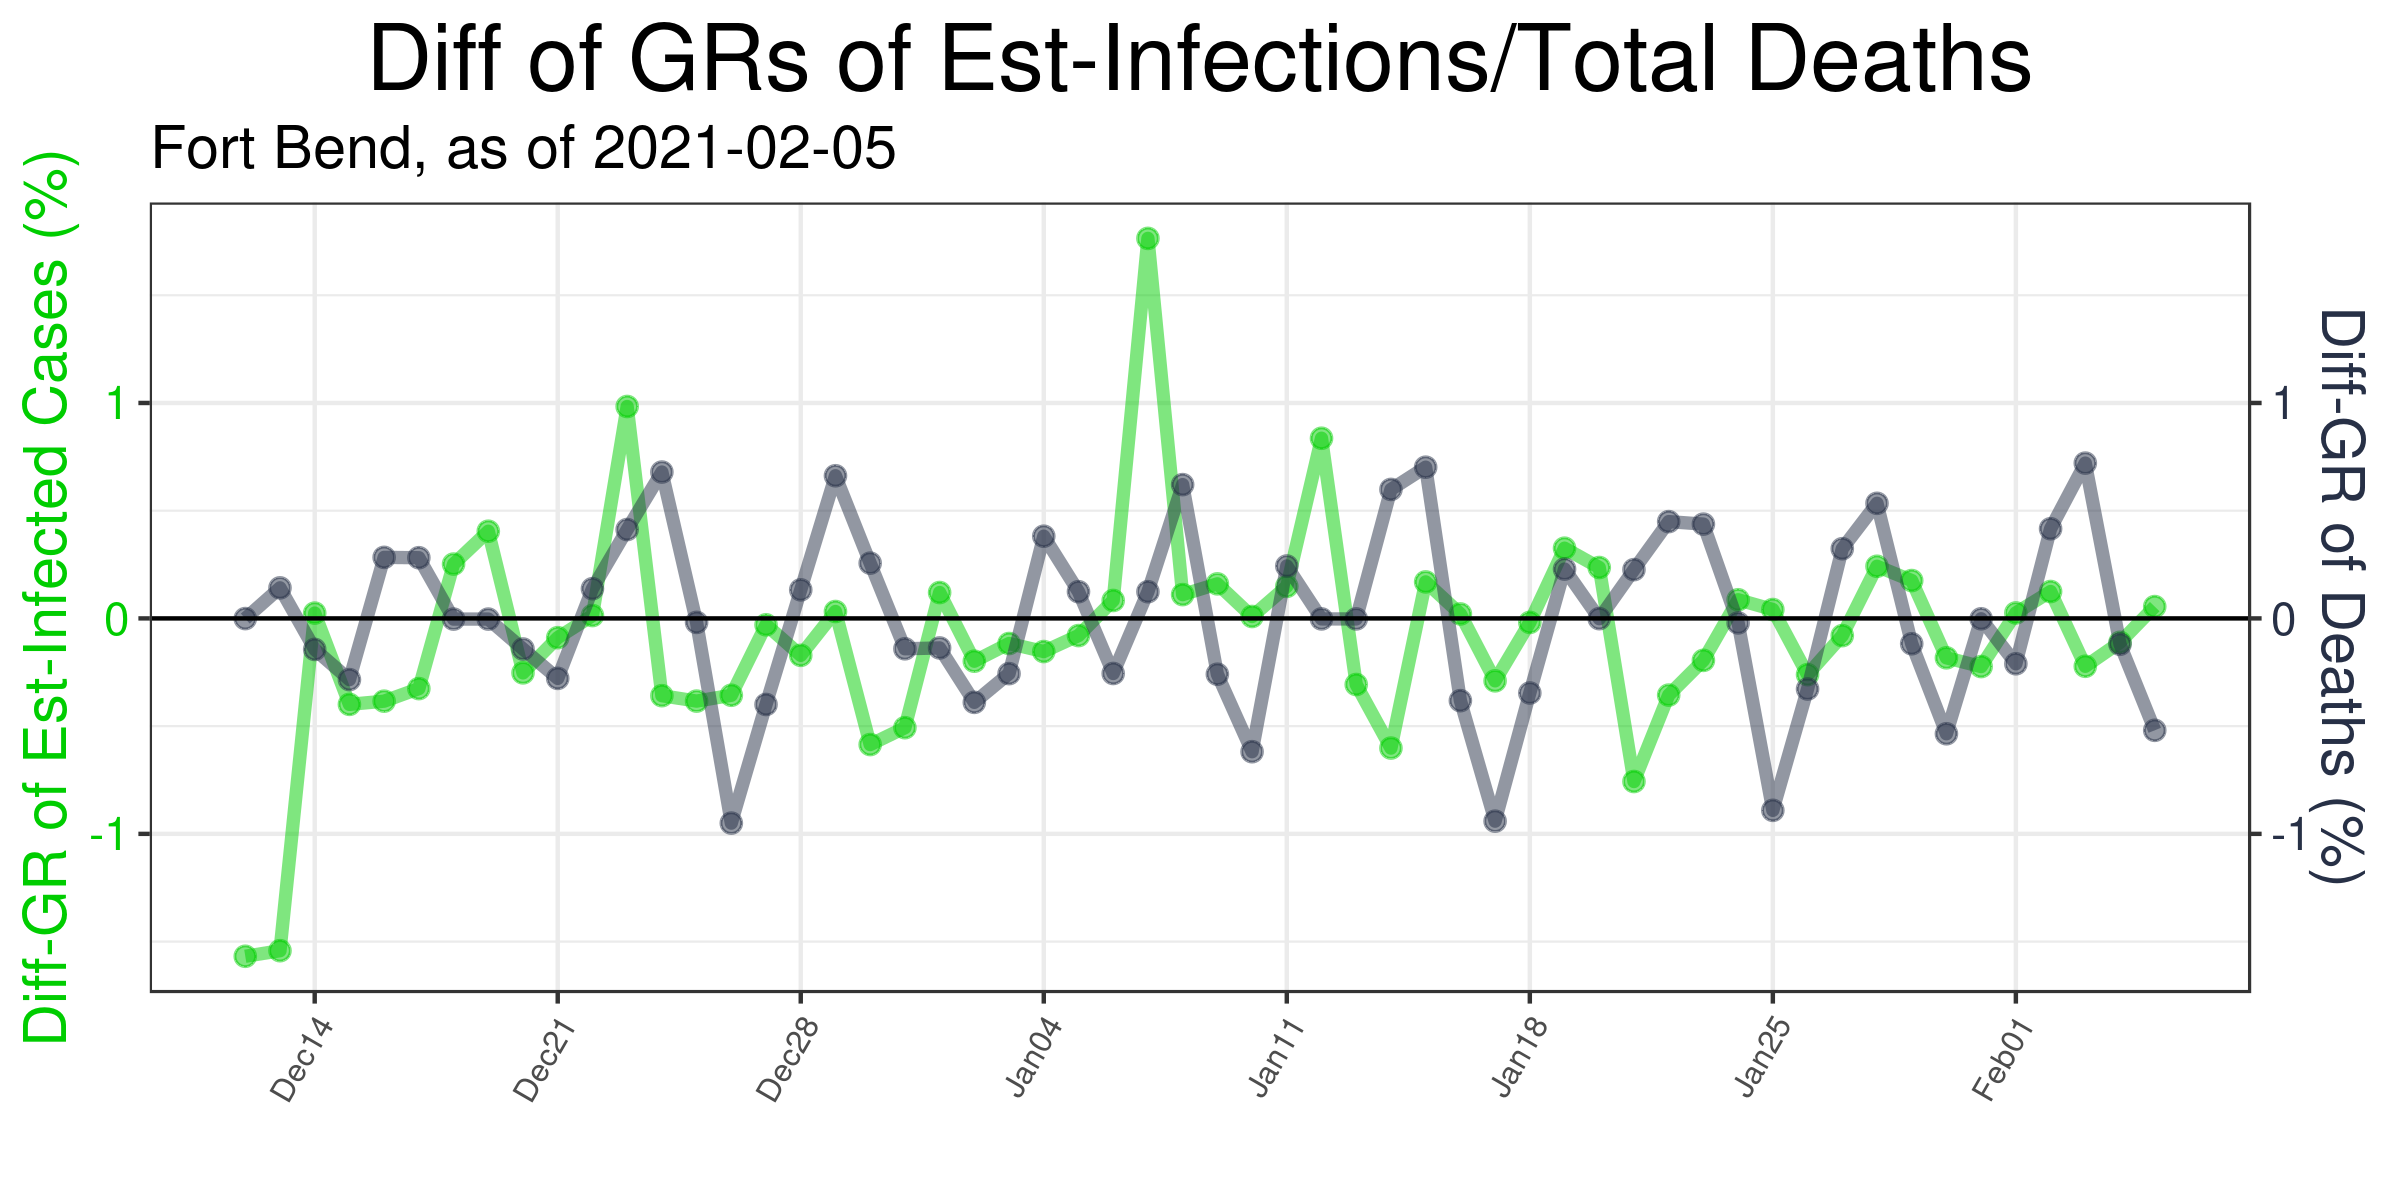 Diff of GRs of Est-Infections/Total Deaths
Fort Bend, as of 2021-02-05
Diff-GR of Est-Infected Cases (%)
1
0
-1
1
0
-1
Diff-GR of Deaths (%)
Dec14
Dec21
Dec28
Jan04
Jan11
Jan18
Jan25
Feb01